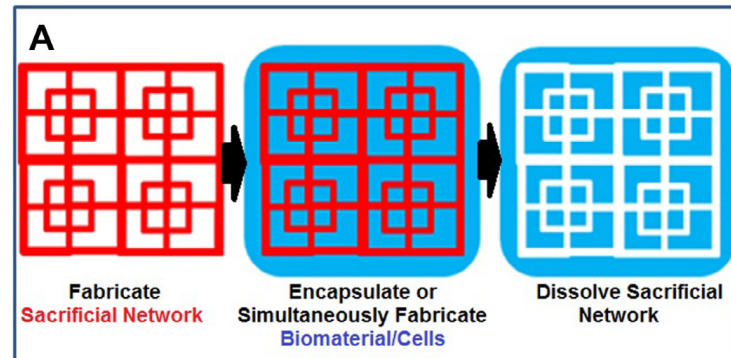 A
Fabricate
Sacrificial Network
Encapsulate or
Simultaneously Fabricate
Biomaterial/Cells
Dissolve Sacrificial
Network